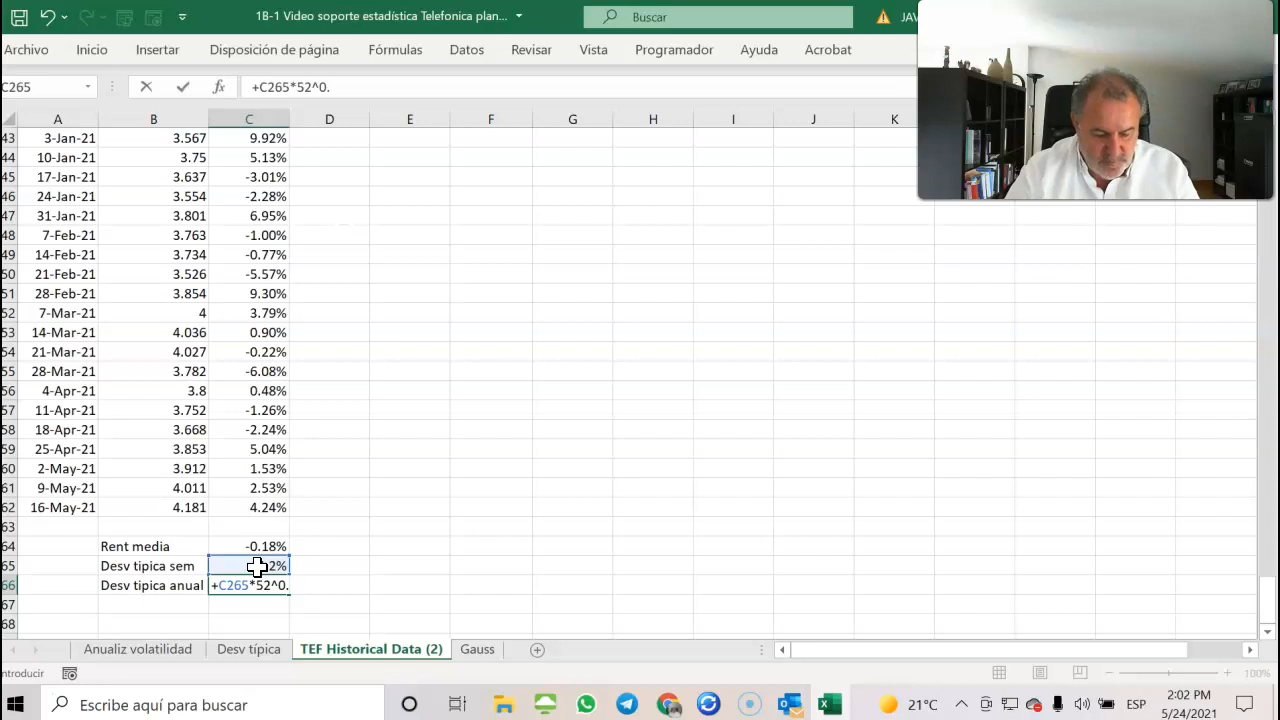 1B-1 Video soporte estadística Telefonica plan...
Buscar
JAV
Archivo Inicio Insertar Disposición de página Fórmulas Datos Revisar Vista Programador Ayuda Acrobat
C265 fx +C265*52^0.
A B C D E F G H I J K
43 3-Jan-21 3.567 9.92%
44 10-Jan-21 3.75 5.13%
45 17-Jan-21 3.637 -3.01%
46 24-Jan-21 3.554 -2.28%
47 31-Jan-21 3.801 6.95%
48 7-Feb-21 3.763 -1.00%
49 14-Feb-21 3.734 -0.77%
50 21-Feb-21 3.526 -5.57%
51 28-Feb-21 3.854 9.30%
52 7-Mar-21 4 3.79%
53 14-Mar-21 4.036 0.90%
54 21-Mar-21 4.027 -0.22%
55 28-Mar-21 3.782 -6.08%
56 4-Apr-21 3.8 0.48%
57 11-Apr-21 3.752 -1.26%
58 18-Apr-21 3.668 -2.24%
59 25-Apr-21 3.853 5.04%
60 2-May-21 3.912 1.53%
61 9-May-21 4.011 2.53%
62 16-May-21 4.181 4.24%
63
64 Rent media -0.18%
65 Desv tipica sem 2%
66 Desv tipica anual +C265*52^0.
67
68
Analiz volatilidad Desv típica TEF Historical Data (2) Gauss
ntroducir 100%
Escribe aquí para buscar 21°C ESP 2:02 PM
5/24/2021